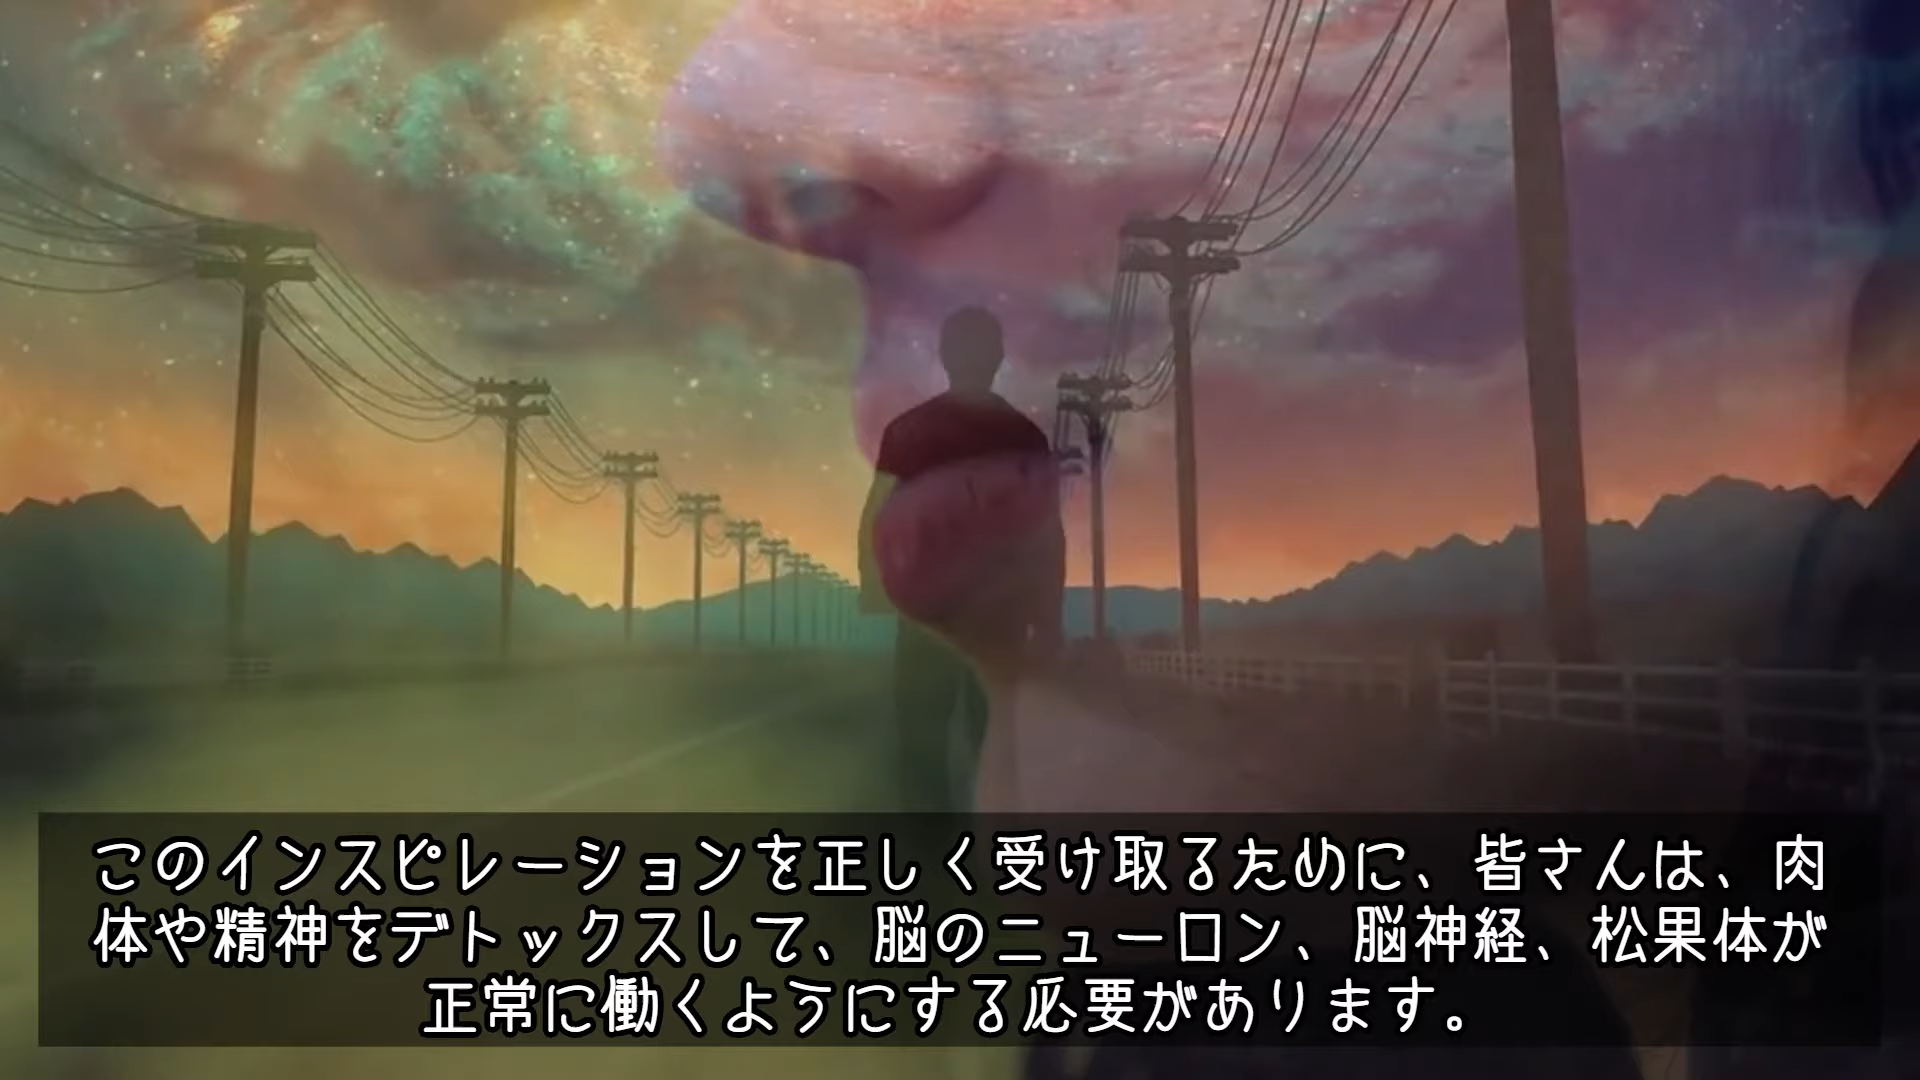 このインスピレーションを正しく受け取るために、皆さんは、肉
体や精神をデトックスして、脳のニューロン、脳神経、松果体が
正常に働くようにする必要があります。